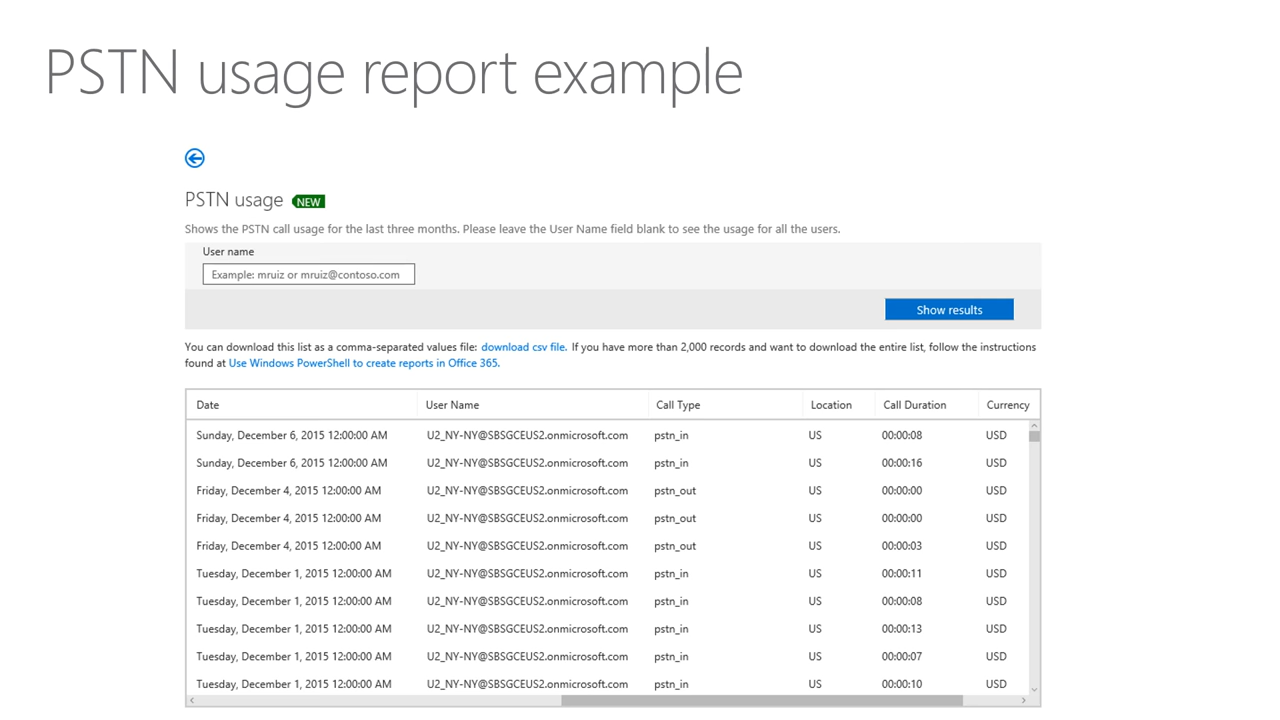 PSTN usage report example
PSTN usage NEW
Shows the PSTN call usage for the last three months. Please leave the User Name field blank to see the usage for all the users.
User name
Example: mruiz or mruiz@contoso.com
Show results
You can download this list as a comma-separated values file: download csv file. If you have more than 2,000 records and want to download the entire list, follow the instructions
found at Use Windows PowerShell to create reports in Office 365.
Date User Name Call Type Location Call Duration Currency
Sunday, December 6, 2015 12:00:00 AM U2_NY-NY@SBSGCEUS2.onmicrosoft.com pstn_in US 00:00:08 USD
Sunday, December 6, 2015 12:00:00 AM U2_NY-NY@SBSGCEUS2.onmicrosoft.com pstn_in US 00:00:16 USD
Friday, December 4, 2015 12:00:00 AM U2_NY-NY@SBSGCEUS2.onmicrosoft.com pstn_out US 00:00:00 USD
Friday, December 4, 2015 12:00:00 AM U2_NY-NY@SBSGCEUS2.onmicrosoft.com pstn_out US 00:00:00 USD
Friday, December 4, 2015 12:00:00 AM U2_NY-NY@SBSGCEUS2.onmicrosoft.com pstn_out US 00:00:03 USD
Tuesday, December 1, 2015 12:00:00 AM U2_NY-NY@SBSGCEUS2.onmicrosoft.com pstn_in US 00:00:11 USD
Tuesday, December 1, 2015 12:00:00 AM U2_NY-NY@SBSGCEUS2.onmicrosoft.com pstn_in US 00:00:08 USD
Tuesday, December 1, 2015 12:00:00 AM U2_NY-NY@SBSGCEUS2.onmicrosoft.com pstn_in US 00:00:13 USD
Tuesday, December 1, 2015 12:00:00 AM U2_NY-NY@SBSGCEUS2.onmicrosoft.com pstn_in US 00:00:07 USD
Tuesday, December 1, 2015 12:00:00 AM U2_NY-NY@SBSGCEUS2.onmicrosoft.com pstn_in US 00:00:10 USD